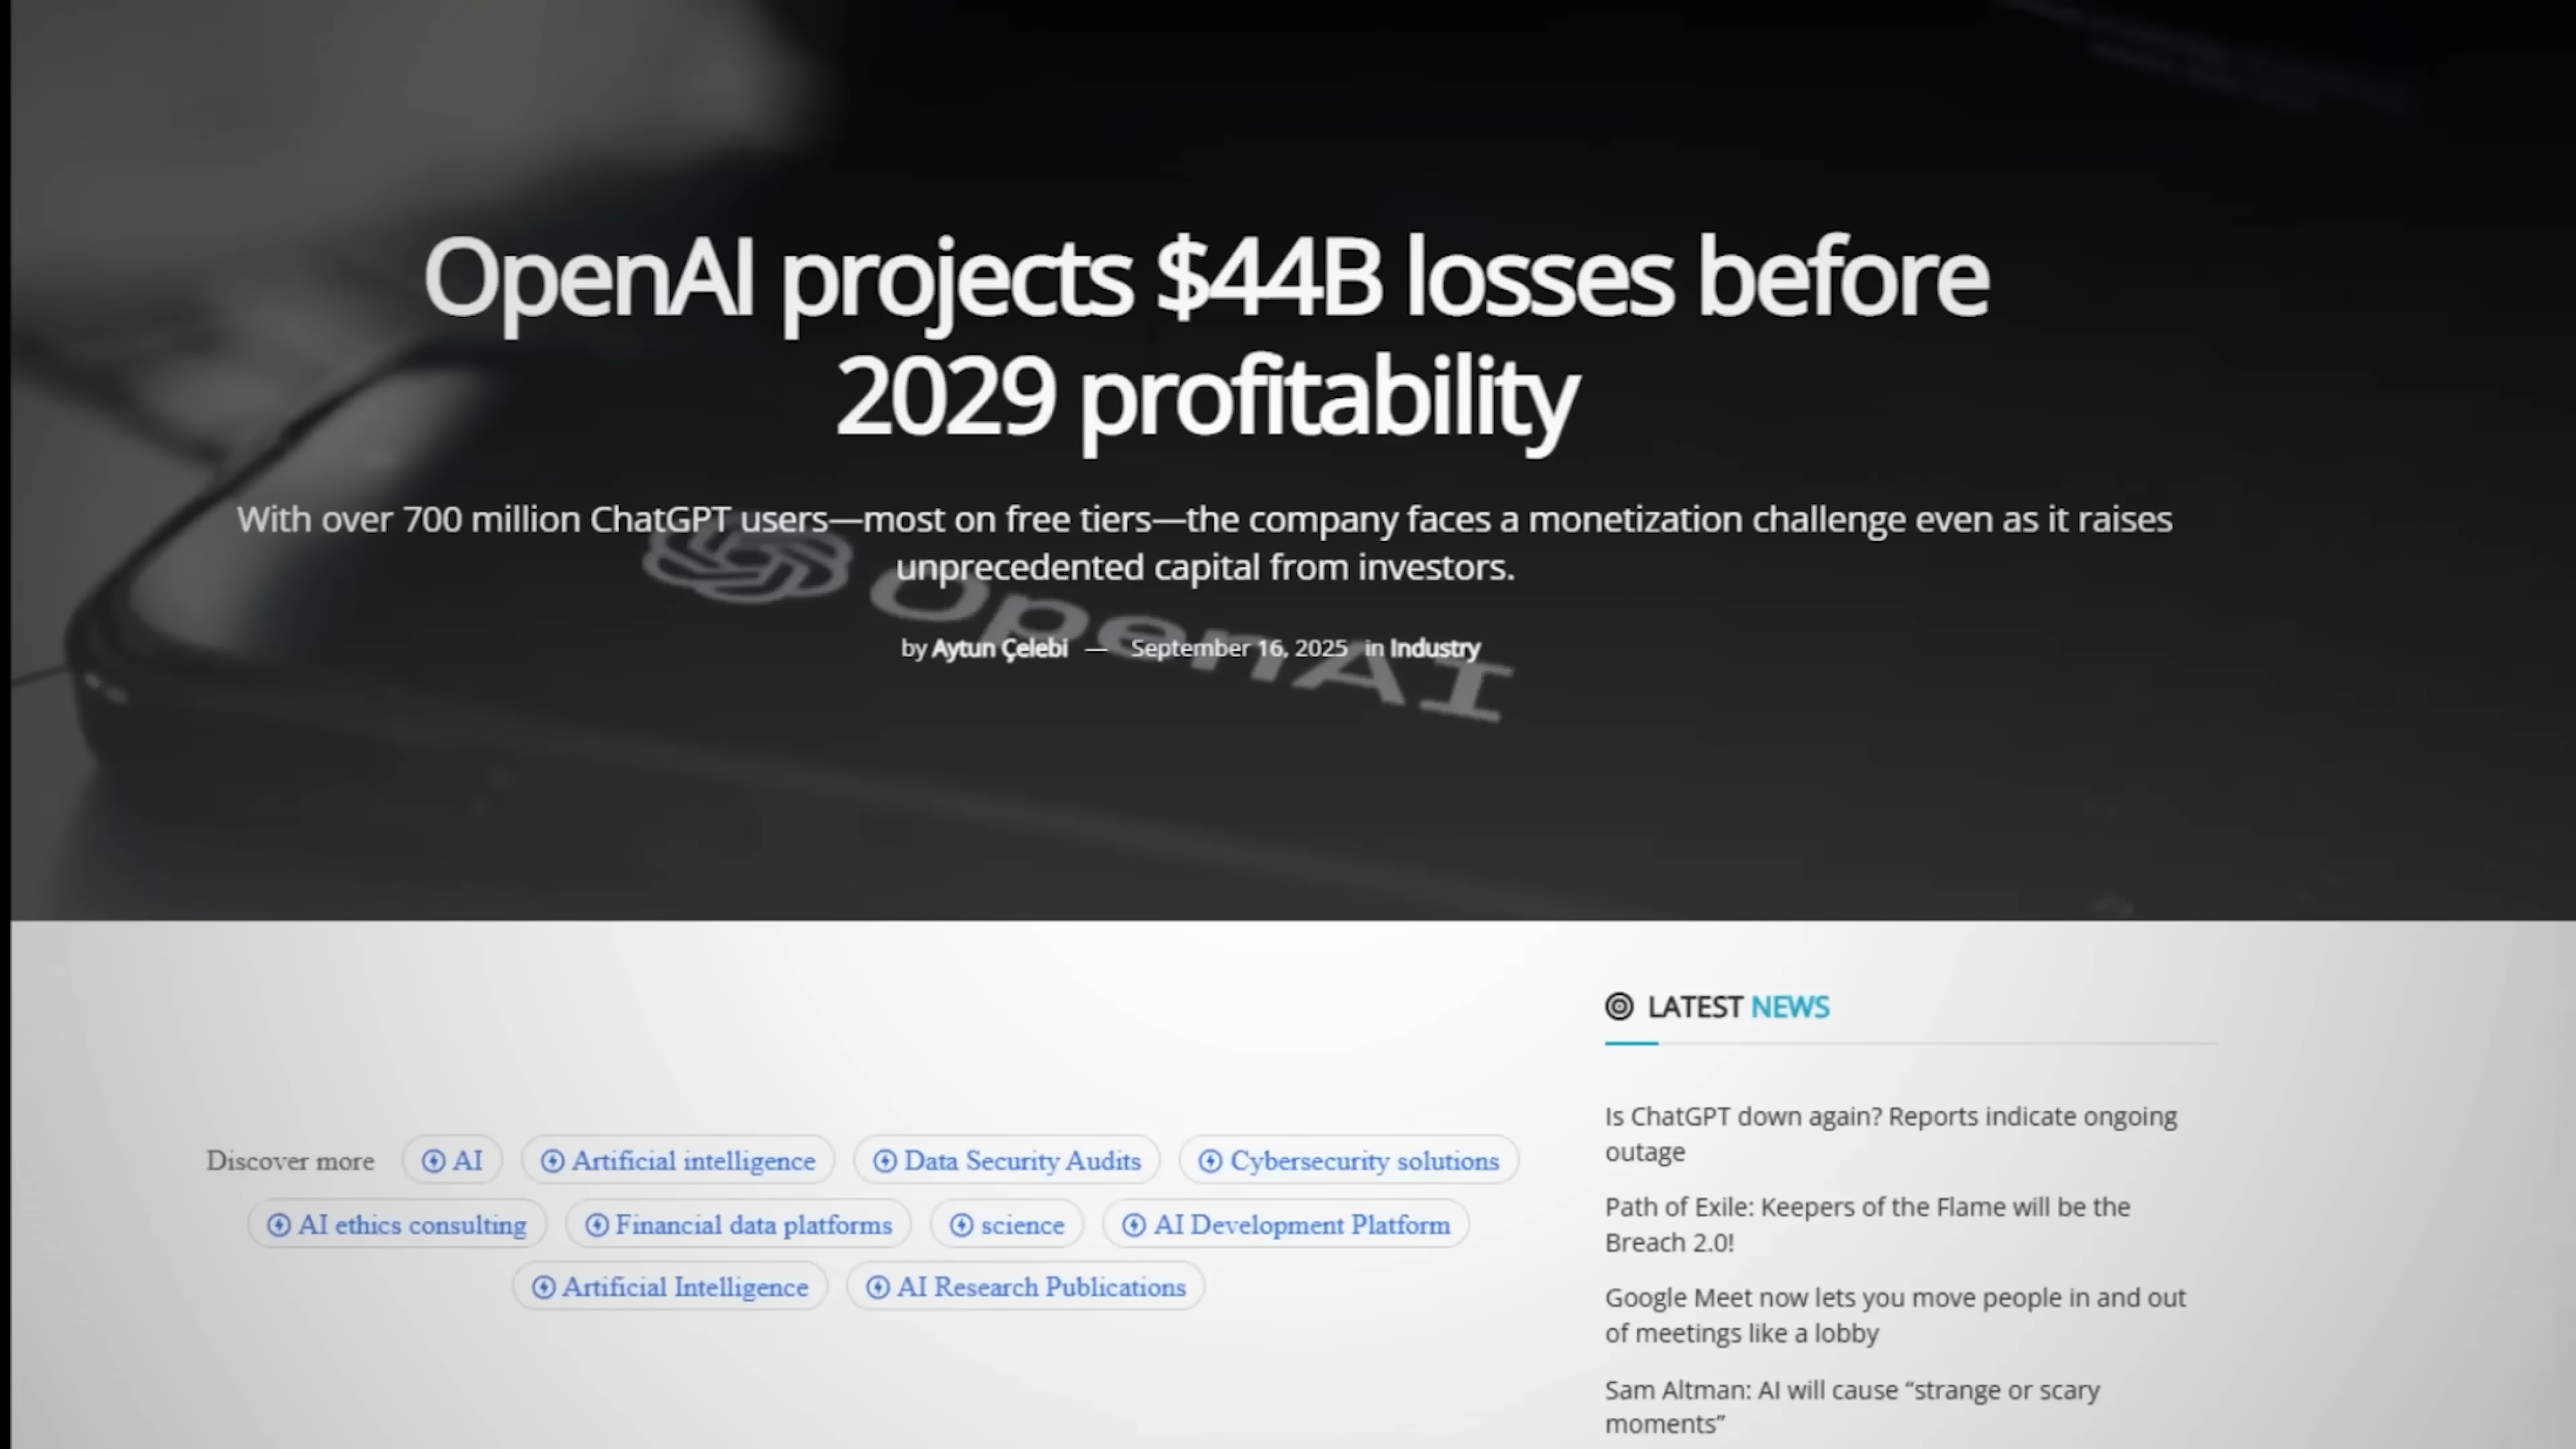 OpenAI projects $44B losses before
2029 profitability
With over 700 million ChatGPT users—most on free tiers—the company faces a monetization challenge even as it raises
unprecedented capital from investors.
OpenAI
by Aytun Çelebi — September 16, 2025 in Industry
LATEST NEWS
Is ChatGPT down again? Reports indicate ongoing
outage
Path of Exile: Keepers of the Flame will be the
Breach 2.0!
Google Meet now lets you move people in and out
of meetings like a lobby
Sam Altman: AI will cause “strange or scary
moments”
Discover more AI Artificial intelligence Data Security Audits Cybersecurity solutions
AI ethics consulting Financial data platforms science AI Development Platform
Artificial Intelligence AI Research Publications